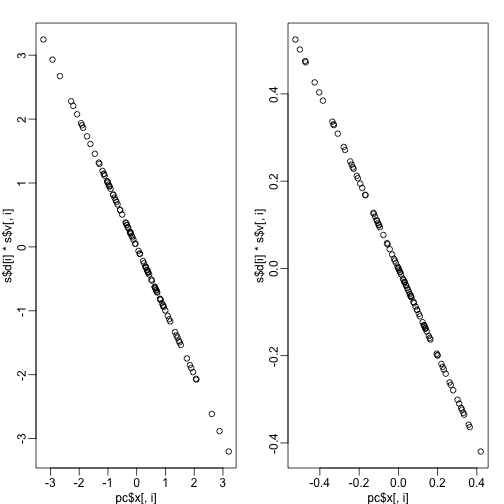 3
2
1
0
-1
-2
-3
s$d[i] * s$v[, i]
-3 -2 -1 0 1 2 3
pc$x[, i]
0.4
0.2
0.0
-0.2
-0.4
s$d[i] * s$v[, i]
-0.4 -0.2 0.0 0.2 0.4
pc$x[, i]